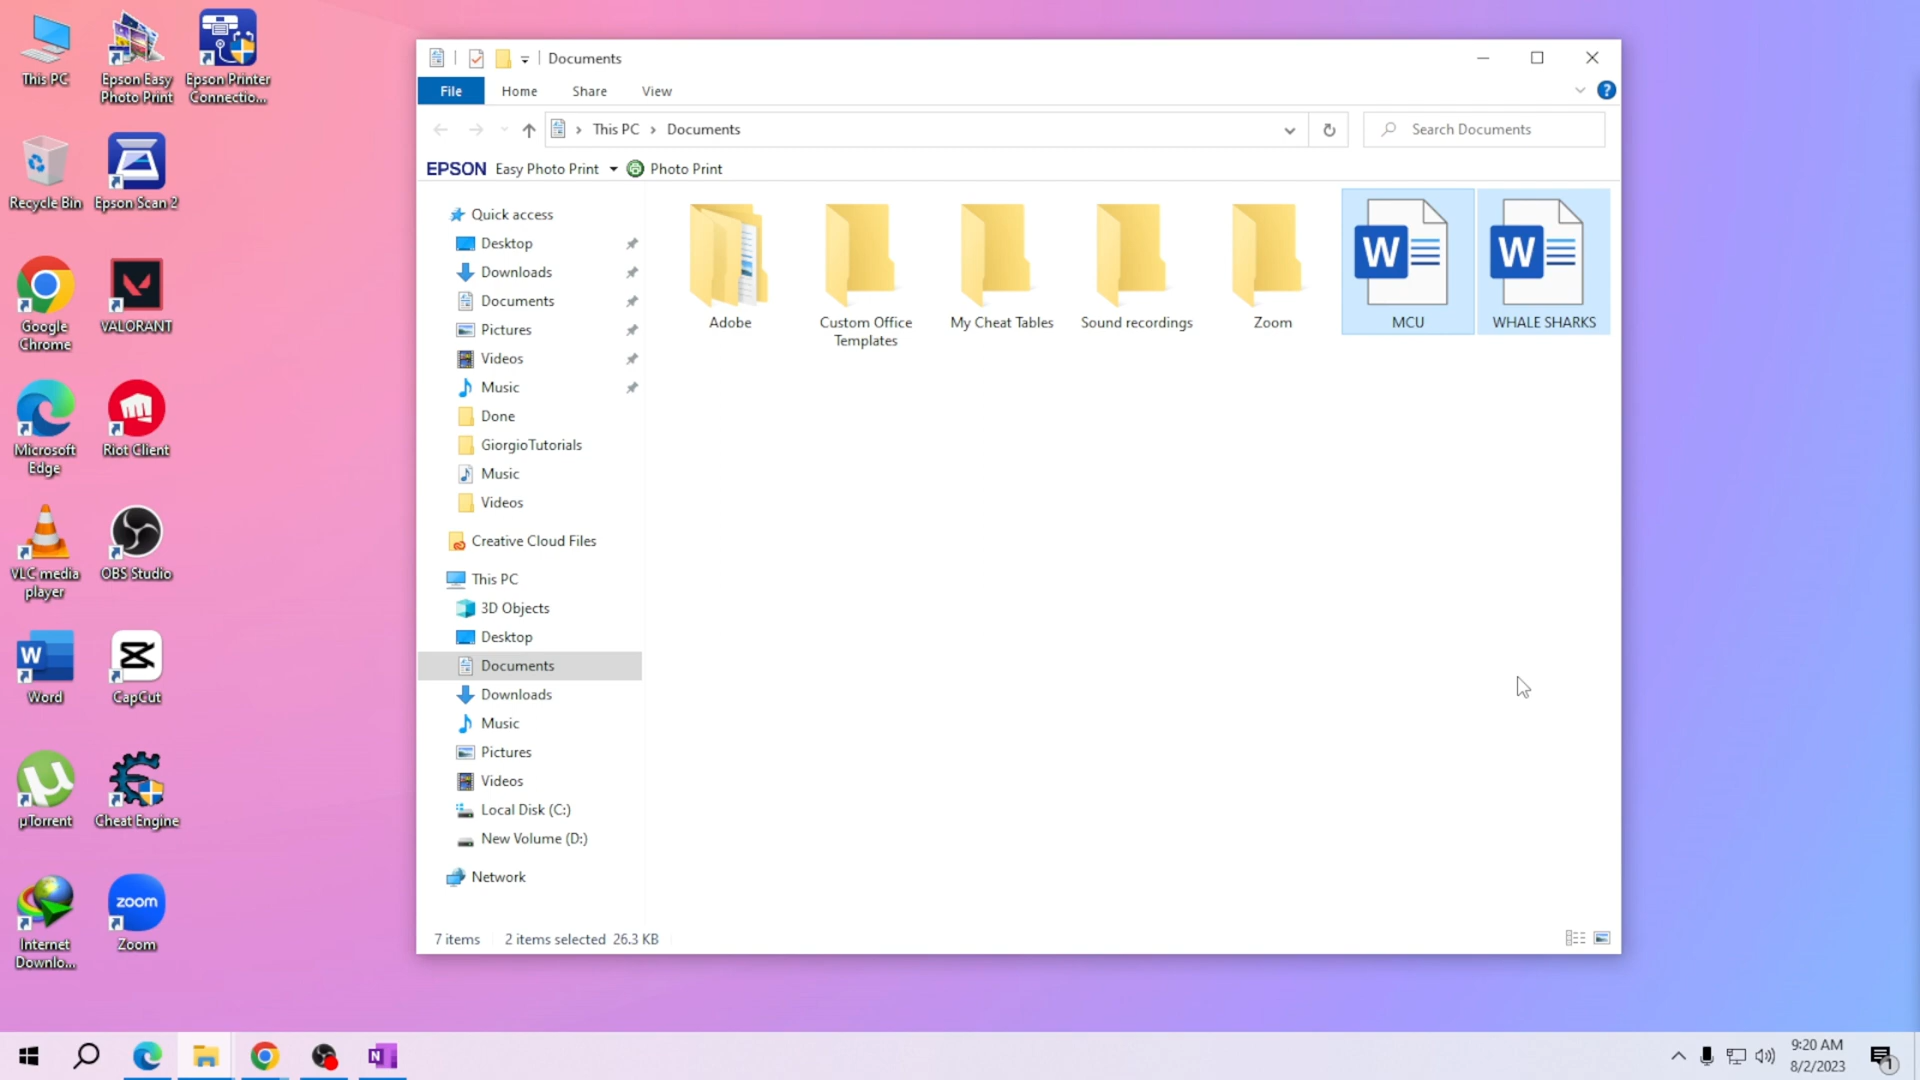 This PC
Epson Easy
Photo Print
Epson Printer
Connectio...
Recycle Bin
Epson Scan 2
Google
Chrome
VALORANT
Microsoft
Edge
Riot Client
VLC media
player
OBS Studio
W
Word
CapCut
µTorrent
Cheat Engine
Internet
Downlo...
zoom
Zoom
Documents
File
Home
Share
View
?
This PC
Documents
Search Documents
EPSON
Easy Photo Print
Photo Print
Quick access
Desktop
Downloads
Documents
Pictures
Videos
Music
Done
GiorgioTutorials
Music
Videos
Creative Cloud Files
This PC
3D Objects
Desktop
Documents
Downloads
Music
Pictures
Videos
Local Disk (C:)
New Volume (D:)
Network
Adobe
Custom Office
Templates
My Cheat Tables
Sound recordings
Zoom
W
MCU
W
WHALE SHARKS
7 items
2 items selected 26.3 KB
N
9:20 AM
8/2/2023
1